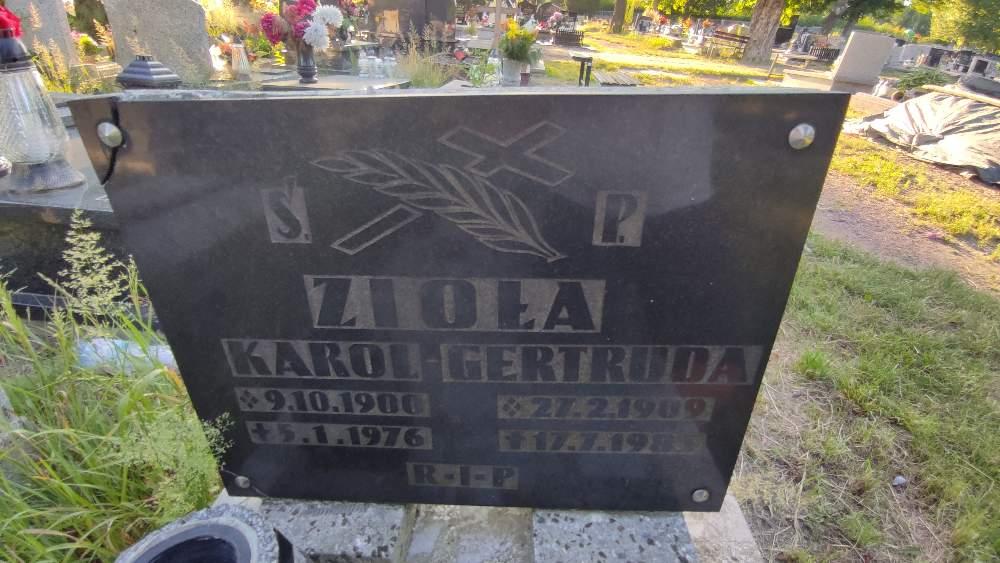 Ś. P.
ZIOŁA
KAROL-GERTRUDA
9.10.1900 27.2.1909
5.1.1976
R-I-P